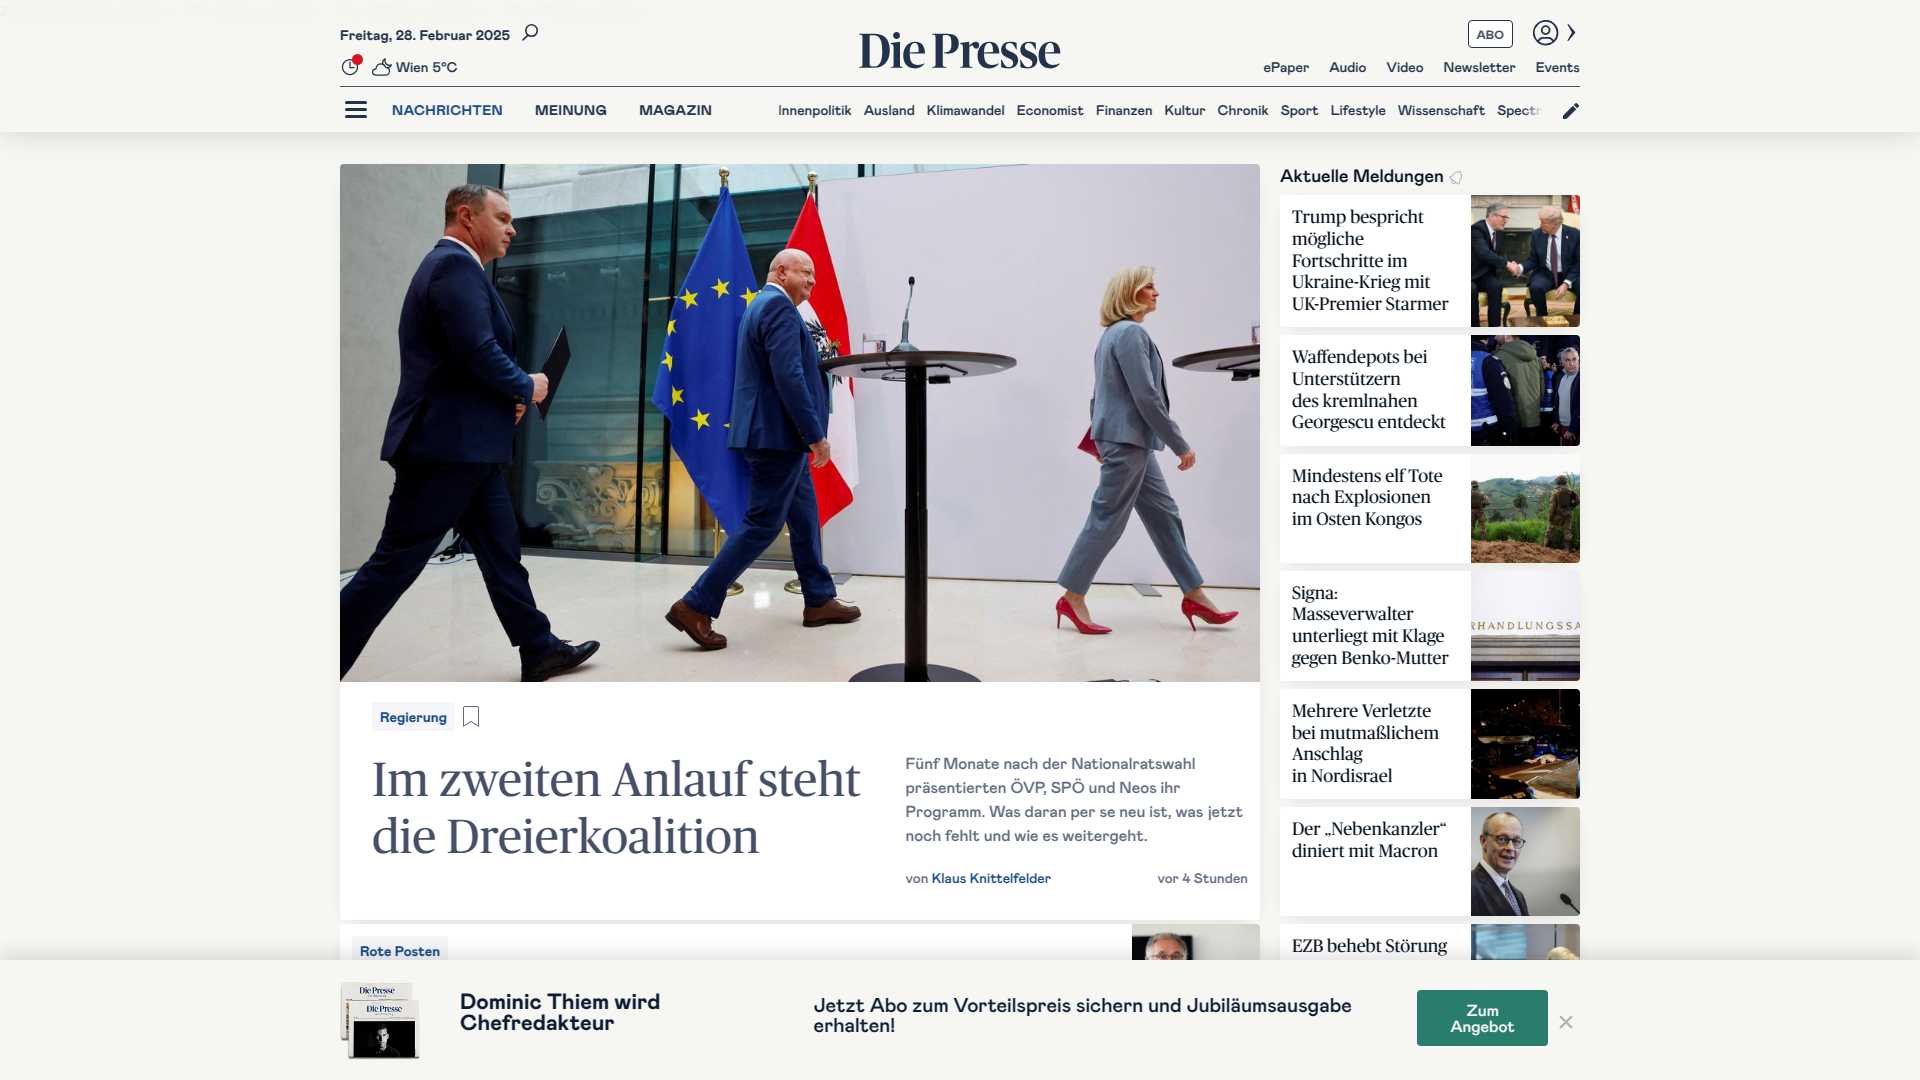 Freitag, 28. Februar 2025
Wien 5°C
Die Presse
ABO
ePaper Audio Video Newsletter Events
NACHRICHTEN MEINUNG MAGAZIN
Innenpolitik Ausland Klimawandel Economist Finanzen Kultur Chronik Sport Lifestyle Wissenschaft Spectr
Regierung
Im zweiten Anlauf steht
die Dreierkoalition
Fünf Monate nach der Nationalratswahl
präsentierten ÖVP, SPÖ und Neos ihr
Programm. Was daran per se neu ist, was jetzt
noch fehlt und wie es weitergeht.
von Klaus Knittelfelder
vor 4 Stunden
Rote Posten
Aktuelle Meldungen
Trump bespricht
mögliche
Fortschritte im
Ukraine-Krieg mit
UK-Premier Starmer
Waffendepots bei
Unterstützern
des kremlnahen
Georgescu entdeckt
Mindestens elf Tote
nach Explosionen
im Osten Kongos
Signa:
Masseverwalter
unterliegt mit Klage
gegen Benko-Mutter
RHANDLUNGSSA
Mehrere Verletzte
bei mutmaßlichem
Anschlag
in Nordisrael
Der „Nebenkanzler“
diniert mit Macron
EZB behebt Störung
Die Presse
Die Presse
Dominic Thiem wird
Chefredakteur
Jetzt Abo zum Vorteilspreis sichern und Jubiläumsausgabe
erhalten!
Zum
Angebot